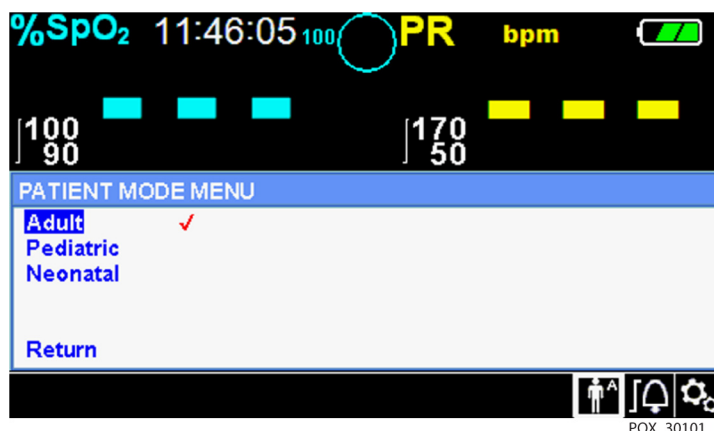 %SpO₂ 11:46:05 100 PR bpm
--- ---
100 170
90 50
PATIENT MODE MENU
Adult ✓
Pediatric
Neonatal
Return
A
POX_30101